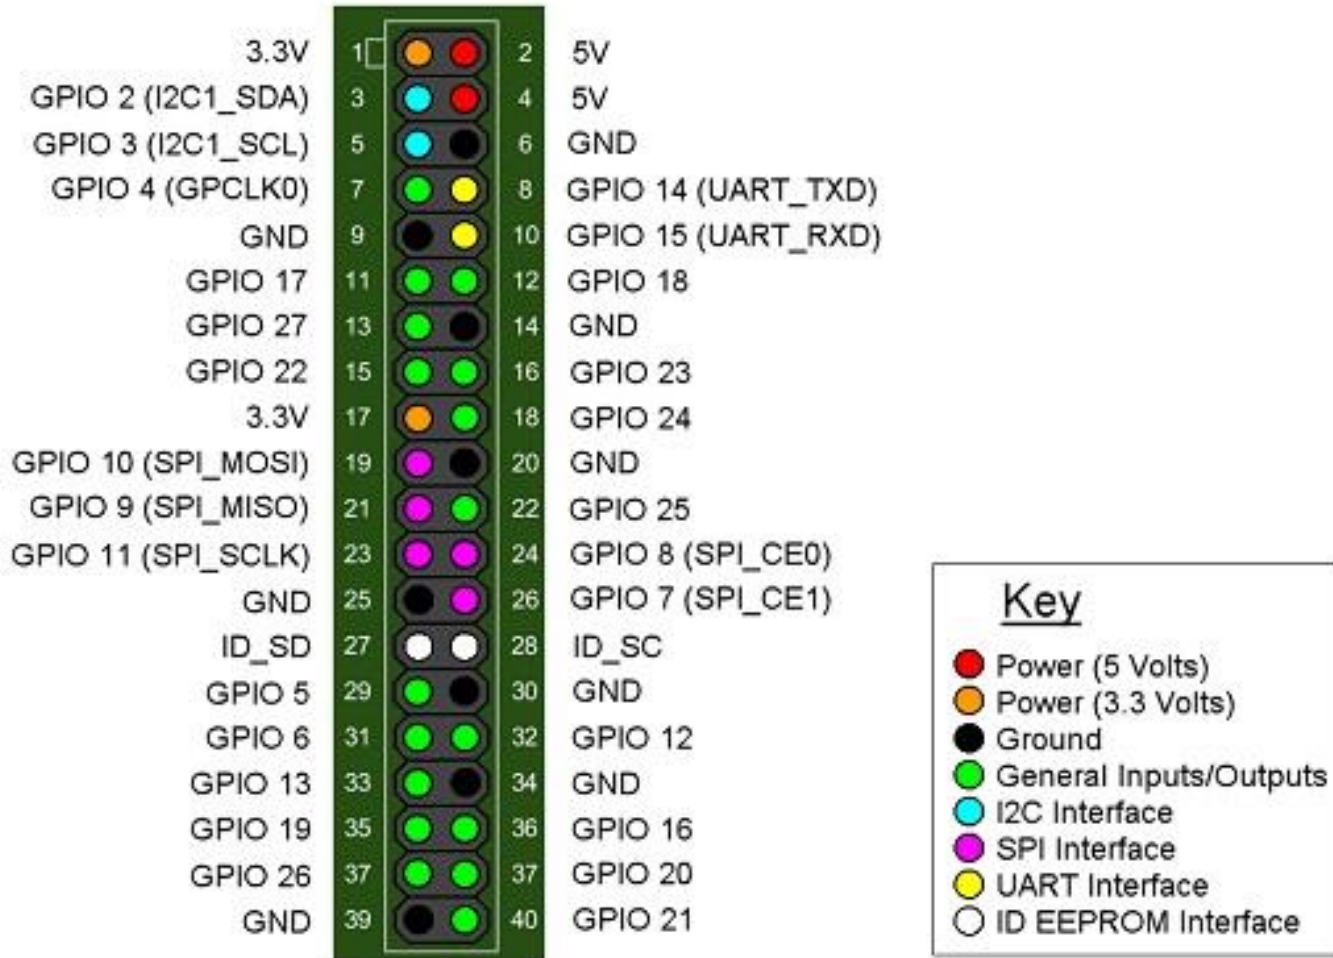 3.3V 1 2 5V
GPIO 2 (I2C1_SDA) 3 4 5V
GPIO 3 (I2C1_SCL) 5 6 GND
GPIO 4 (GPCLK0) 7 8 GPIO 14 (UART_TXD)
GND 9 10 GPIO 15 (UART_RXD)
GPIO 17 11 12 GPIO 18
GPIO 27 13 14 GND
GPIO 22 15 16 GPIO 23
3.3V 17 18 GPIO 24
GPIO 10 (SPI_MOSI) 19 20 GND
GPIO 9 (SPI_MISO) 21 22 GPIO 25
GPIO 11 (SPI_SCLK) 23 24 GPIO 8 (SPI_CE0)
GND 25 26 GPIO 7 (SPI_CE1)
ID_SD 27 28 ID_SC
GPIO 5 29 30 GND
GPIO 6 31 32 GPIO 12
GPIO 13 33 34 GND
GPIO 19 35 36 GPIO 16
GPIO 26 37 37 GPIO 20
GND 39 40 GPIO 21
Key
Power (5 Volts)
Power (3.3 Volts)
Ground
General Inputs/Outputs
I2C Interface
SPI Interface
UART Interface
ID EEPROM Interface